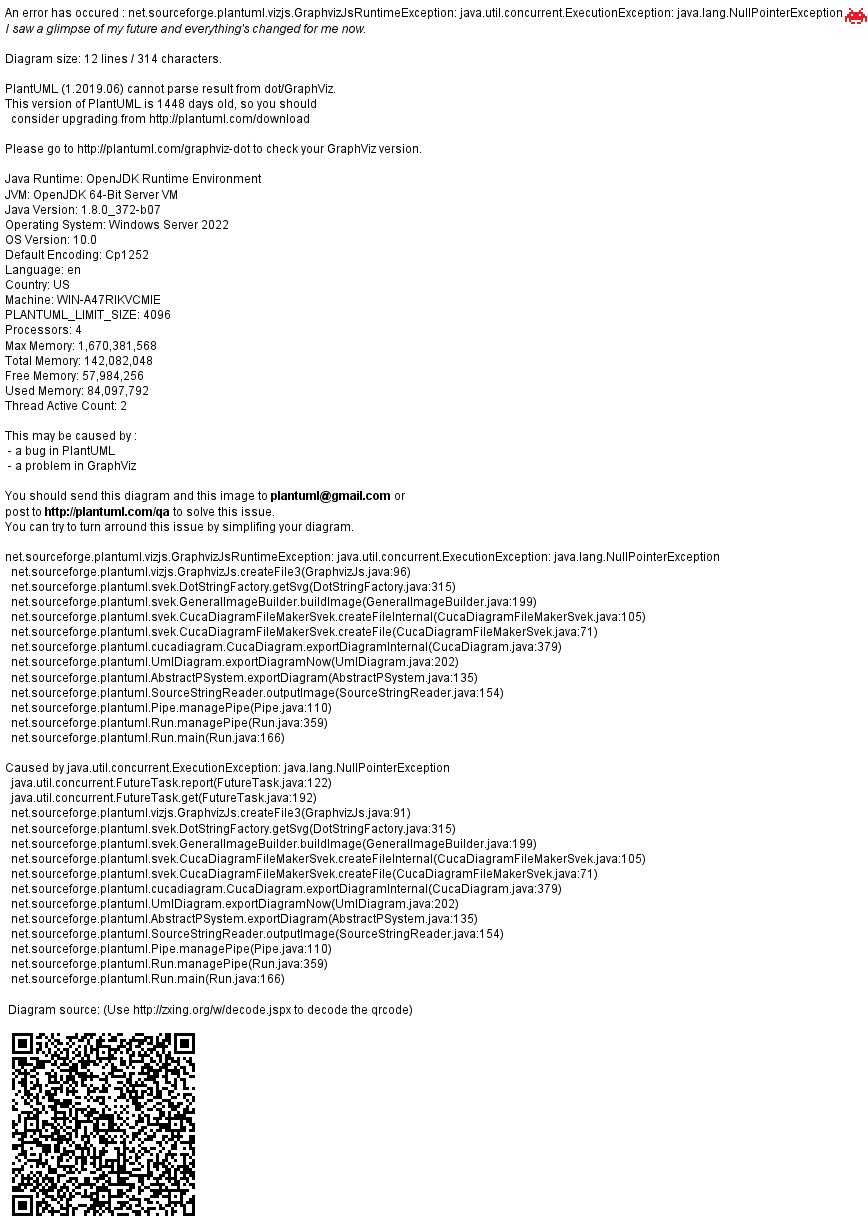 An error has occured : net.sourceforge.plantuml.vizjs.GraphvizJsRuntimeException: java.util.concurrent.ExecutionException: java.lang.NullPointerException
I saw a glimpse of my future and everything's changed for me now.
Diagram size: 12 lines / 314 characters.
PlantUML (1.2019.06) cannot parse result from dot/GraphViz.
This version of PlantUML is 1448 days old, so you should
consider upgrading from http://plantuml.com/download
Please go to http://plantuml.com/graphviz-dot to check your GraphViz version.
Java Runtime: OpenJDK Runtime Environment
JVM: OpenJDK 64-Bit Server VM
Java Version: 1.8.0_372-b07
Operating System: Windows Server 2022
OS Version: 10.0
Default Encoding: Cp1252
Language: en
Country: US
Machine: WIN-A47RIKVCMIE
PLANTUML_LIMIT_SIZE: 4096
Processors: 4
Max Memory: 1,670,381,568
Total Memory: 142,082,048
Free Memory: 57,984,256
Used Memory: 84,097,792
Thread Active Count: 2
This may be caused by :
- a bug in PlantUML
- a problem in GraphViz
You should send this diagram and this image to plantuml@gmail.com or
post to http://plantuml.com/qa to solve this issue.
You can try to turn arround this issue by simplifing your diagram.
net.sourceforge.plantuml.vizjs.GraphvizJsRuntimeException: java.util.concurrent.ExecutionException: java.lang.NullPointerException
net.sourceforge.plantuml.vizjs.GraphvizJs.createFile3(GraphvizJs.java:96)
net.sourceforge.plantuml.svek.DotStringFactory.getSvg(DotStringFactory.java:315)
net.sourceforge.plantuml.svek.GeneralImageBuilder.buildImage(GeneralImageBuilder.java:199)
net.sourceforge.plantuml.svek.CucaDiagramFileMakerSvek.createFileInternal(CucaDiagramFileMakerSvek.java:105)
net.sourceforge.plantuml.svek.CucaDiagramFileMakerSvek.createFile(CucaDiagramFileMakerSvek.java:71)
net.sourceforge.plantuml.cucadiagram.CucaDiagram.exportDiagramInternal(CucaDiagram.java:379)
net.sourceforge.plantuml.UmlDiagram.exportDiagramNow(UmlDiagram.java:202)
net.sourceforge.plantuml.AbstractPSystem.exportDiagram(AbstractPSystem.java:135)
net.sourceforge.plantuml.SourceStringReader.outputImage(SourceStringReader.java:154)
net.sourceforge.plantuml.Pipe.managePipe(Pipe.java:110)
net.sourceforge.plantuml.Run.managePipe(Run.java:359)
net.sourceforge.plantuml.Run.main(Run.java:166)
Caused by java.util.concurrent.ExecutionException: java.lang.NullPointerException
java.util.concurrent.FutureTask.report(FutureTask.java:122)
java.util.concurrent.FutureTask.get(FutureTask.java:192)
net.sourceforge.plantuml.vizjs.GraphvizJs.createFile3(GraphvizJs.java:91)
net.sourceforge.plantuml.svek.DotStringFactory.getSvg(DotStringFactory.java:315)
net.sourceforge.plantuml.svek.GeneralImageBuilder.buildImage(GeneralImageBuilder.java:199)
net.sourceforge.plantuml.svek.CucaDiagramFileMakerSvek.createFileInternal(CucaDiagramFileMakerSvek.java:105)
net.sourceforge.plantuml.svek.CucaDiagramFileMakerSvek.createFile(CucaDiagramFileMakerSvek.java:71)
net.sourceforge.plantuml.cucadiagram.CucaDiagram.exportDiagramInternal(CucaDiagram.java:379)
net.sourceforge.plantuml.UmlDiagram.exportDiagramNow(UmlDiagram.java:202)
net.sourceforge.plantuml.AbstractPSystem.exportDiagram(AbstractPSystem.java:135)
net.sourceforge.plantuml.SourceStringReader.outputImage(SourceStringReader.java:154)
net.sourceforge.plantuml.Pipe.managePipe(Pipe.java:110)
net.sourceforge.plantuml.Run.managePipe(Run.java:359)
net.sourceforge.plantuml.Run.main(Run.java:166)
Diagram source: (Use http://zxing.org/w/decode.jspx to decode the qrcode)